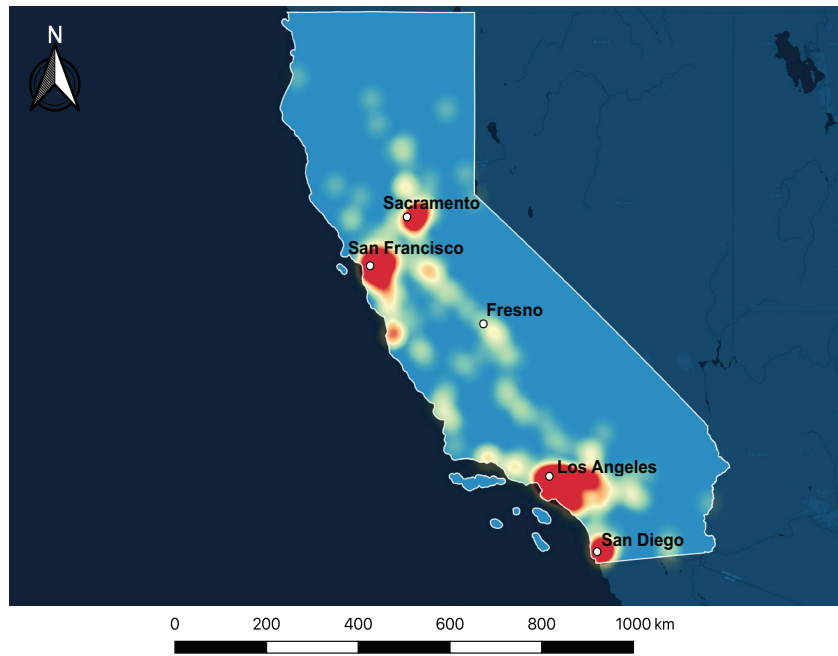 N
Sacramento
San Francisco
Fresno
Los Angeles
San Diego
0 200 400 600 800 1000 km